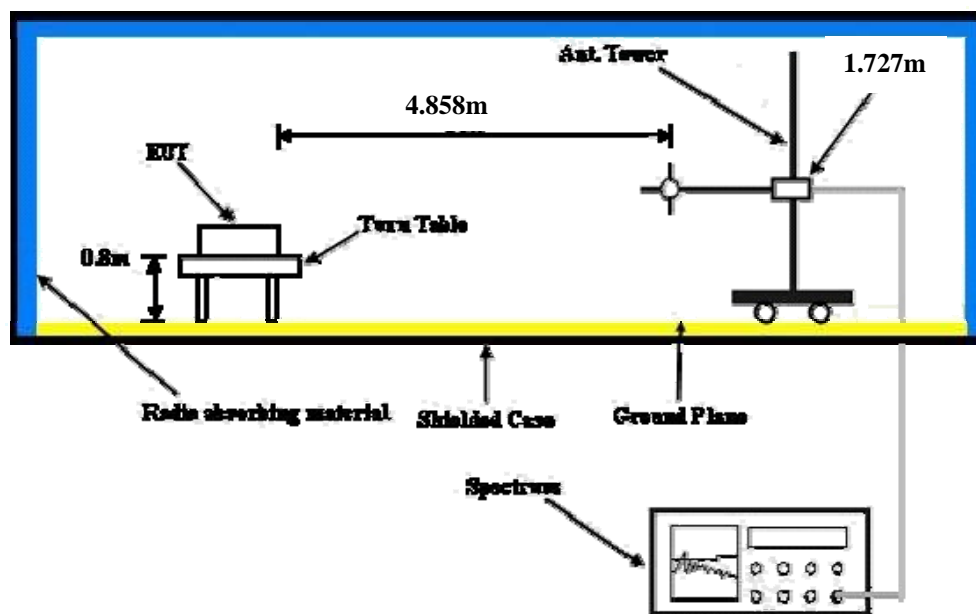 Ant. Tower
1.727m
4.858m
EUT
Turn Table
0.8m
Radio absorbing material
Shielded Case
Ground Plane
Spectrum